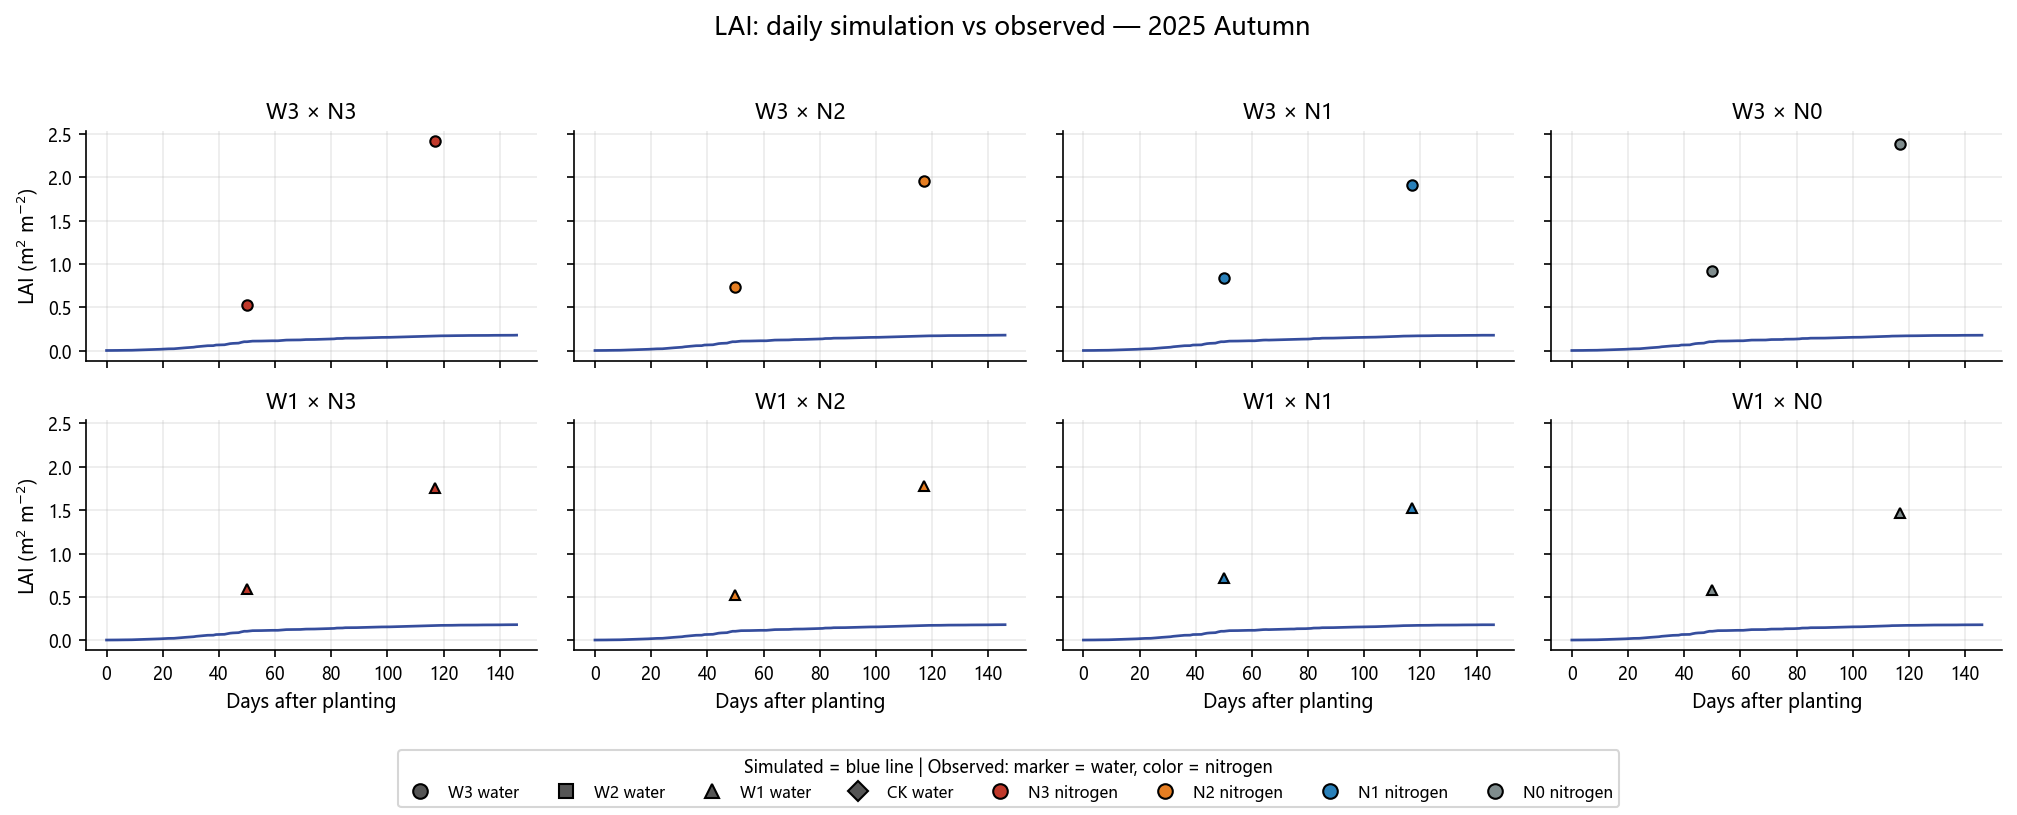 LAI: daily simulation vs observed — 2025 Autumn
W3 × N3
W3 × N2
W3 × N1
W3 × N0
LAI (m² m⁻²)
2.5
2.0
1.5
1.0
0.5
0.0
W1 × N3
W1 × N2
W1 × N1
W1 × N0
LAI (m² m⁻²)
2.5
2.0
1.5
1.0
0.5
0.0
0 20 40 60 80 100 120 140
0 20 40 60 80 100 120 140
0 20 40 60 80 100 120 140
0 20 40 60 80 100 120 140
Days after planting
Days after planting
Days after planting
Days after planting
Simulated = blue line | Observed: marker = water, color = nitrogen
W3 water W2 water W1 water CK water N3 nitrogen N2 nitrogen N1 nitrogen N0 nitrogen